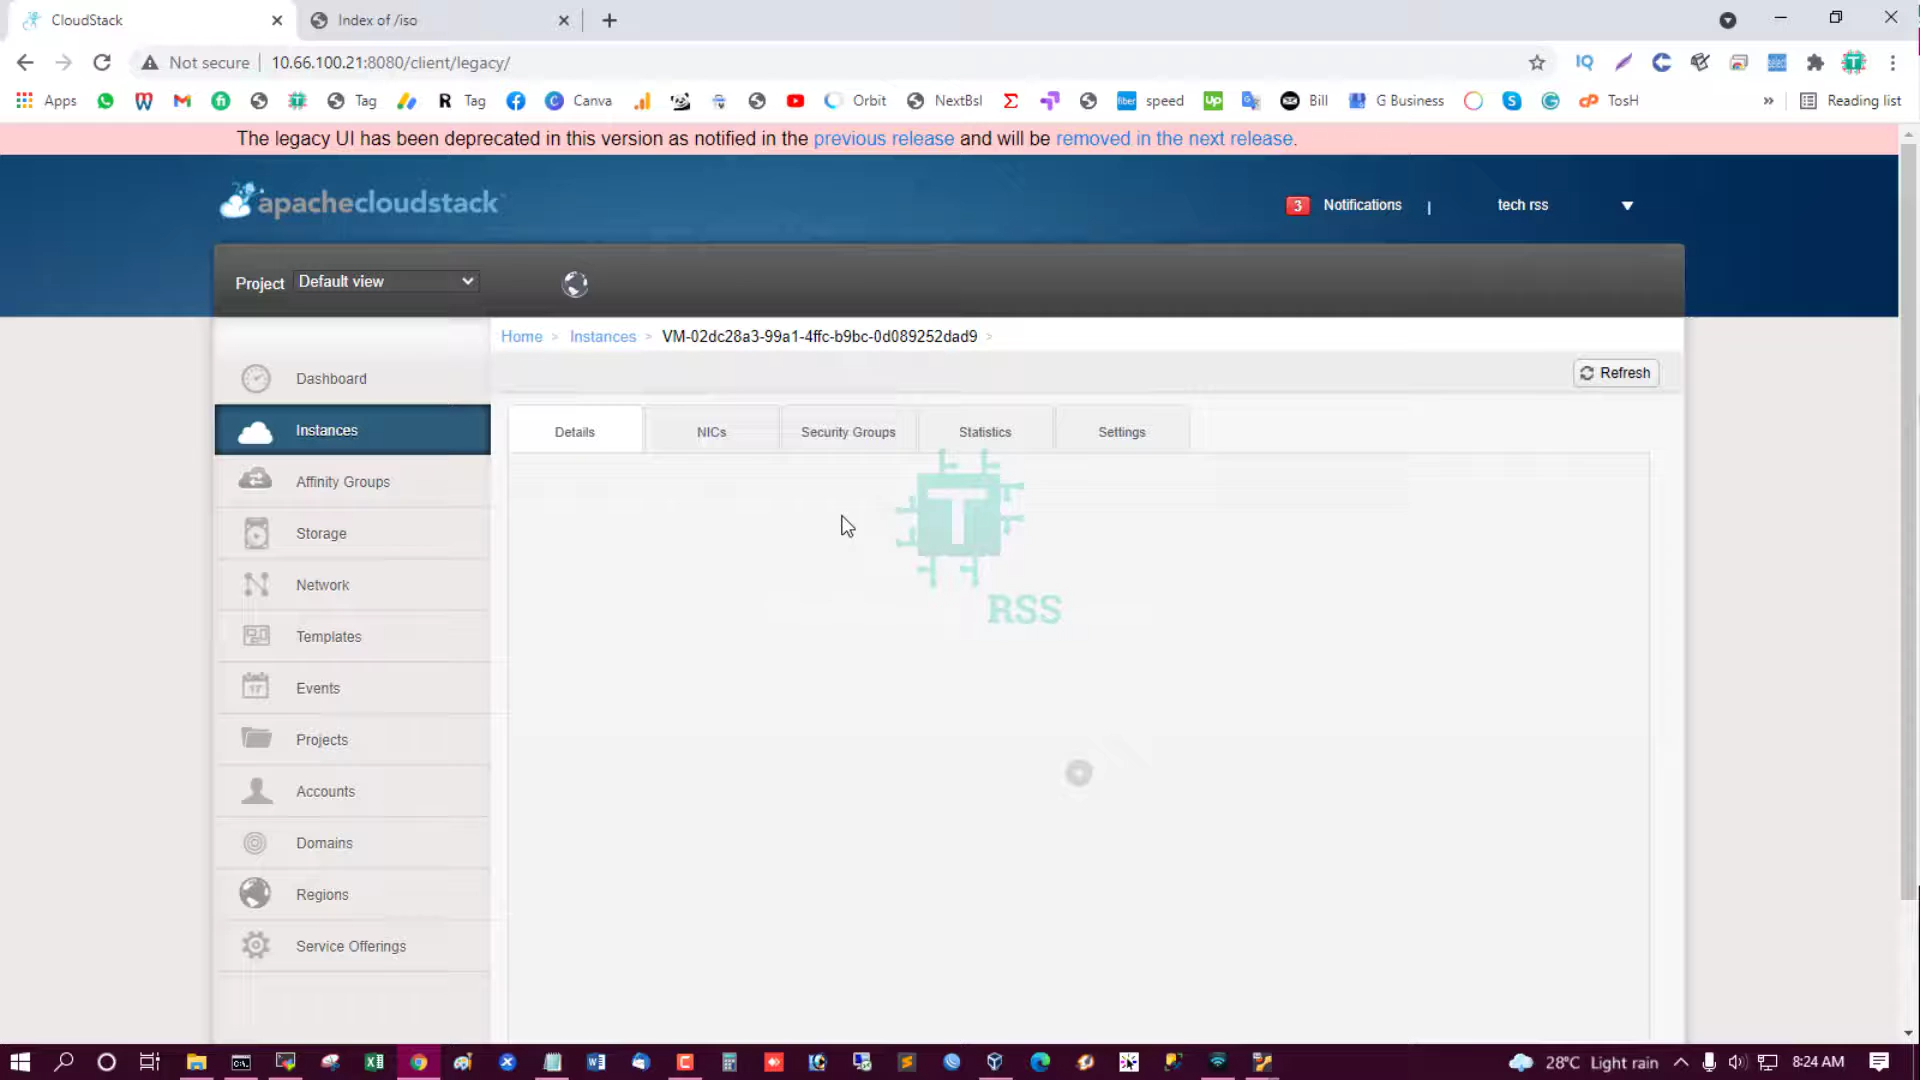 CloudStack
Index of /iso
Not secure
10.66.100.21:8080/client/legacy/
Apps
Tag
R Tag
Canva
Orbit
NextBsl
fiber speed
Up
Bill
G Business
TosH
Reading list
The legacy UI has been deprecated in this version as notified in the previous release and will be removed in the next release.
apachecloudstack
3 Notifications
tech rss
Project Default view
Home > Instances > VM-02dc28a3-99a1-4ffc-b9bc-0d089252dad9 >
Refresh
Dashboard
Instances
Affinity Groups
Storage
Network
Templates
Events
Projects
Accounts
Domains
Regions
Service Offerings
Details
NICs
Security Groups
Statistics
Settings
T
RSS
28°C Light rain
8:24 AM